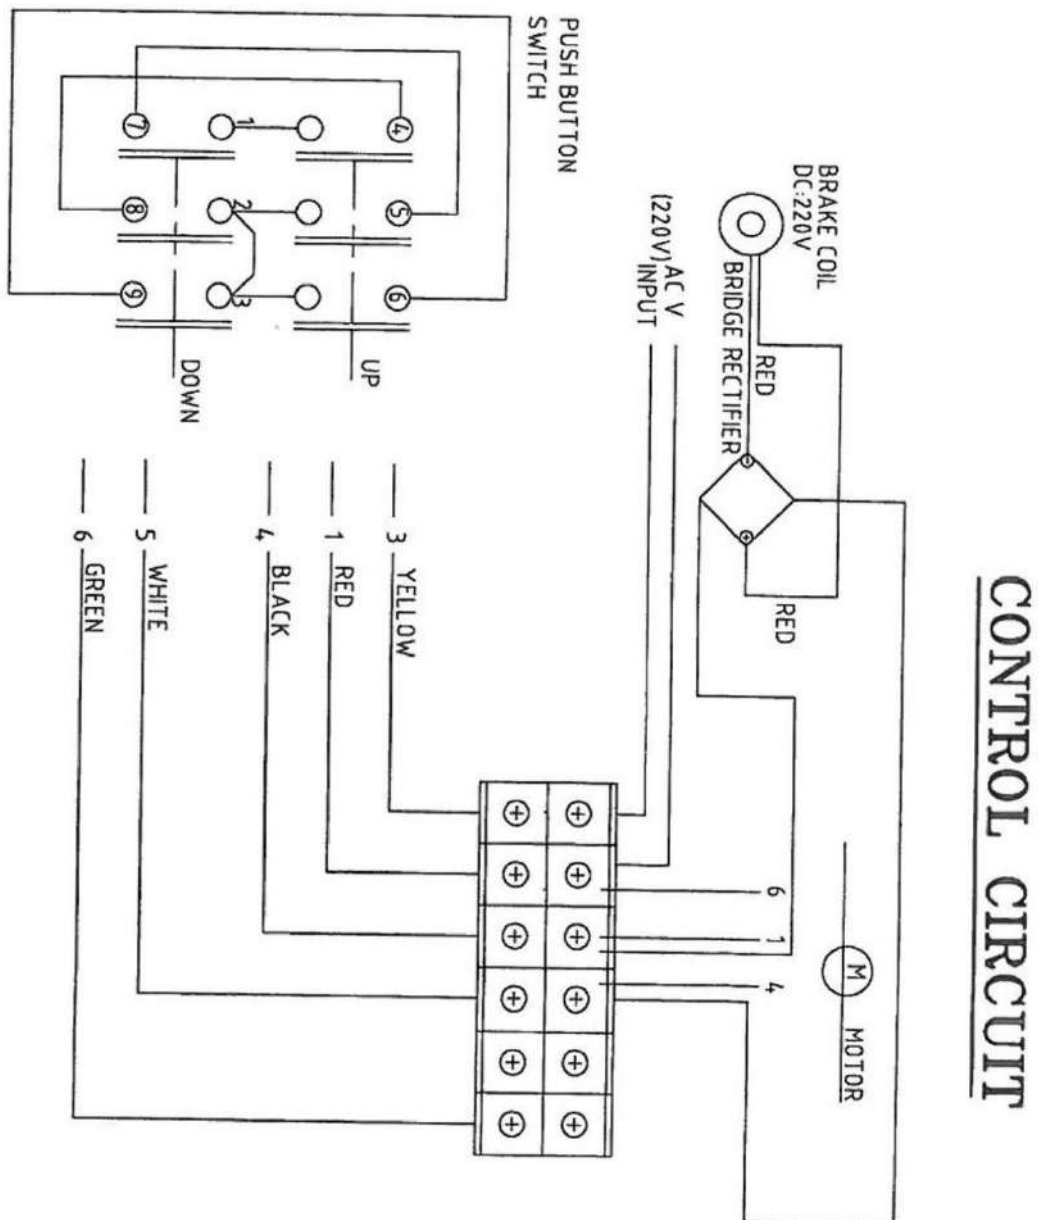 CONTROL CIRCUIT
BRAKE COIL
DC:220V
RED
BRIDGE RECTIFIER
RED
M
MOTOR
AC V
(220V) INPUT
6
1
4
PUSH BUTTON
SWITCH
4
5
6
1
2
3
7
8
9
UP
DOWN
3 YELLOW
1 RED
4 BLACK
5 WHITE
6 GREEN